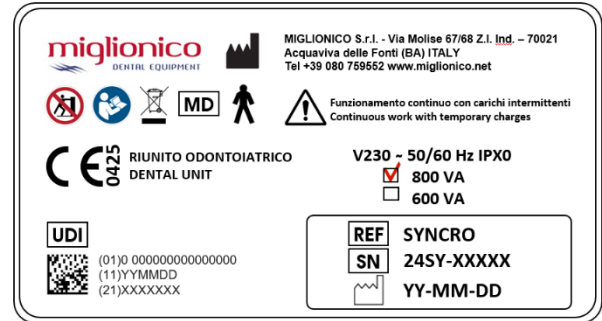 miglionico
DENTAL EQUIPMENT
MIGLIONICO S.r.l. - Via Molise 67/68 Z.I. Ind. – 70021
Acquaviva delle Fonti (BA) ITALY
Tel +39 080 759552 www.miglionico.net
MD
Funzionamento continuo con carichi intermittenti
Continuous work with temporary charges
CE 0425
RIUNITO ODONTOIATRICO
DENTAL UNIT
V230 ~ 50/60 Hz IPX0
800 VA
600 VA
UDI
(01)0 000000000000000
(11)YYMMDD
(21)XXXXXXX
REF SYNCRO
SN 24SY-XXXXX
YY-MM-DD